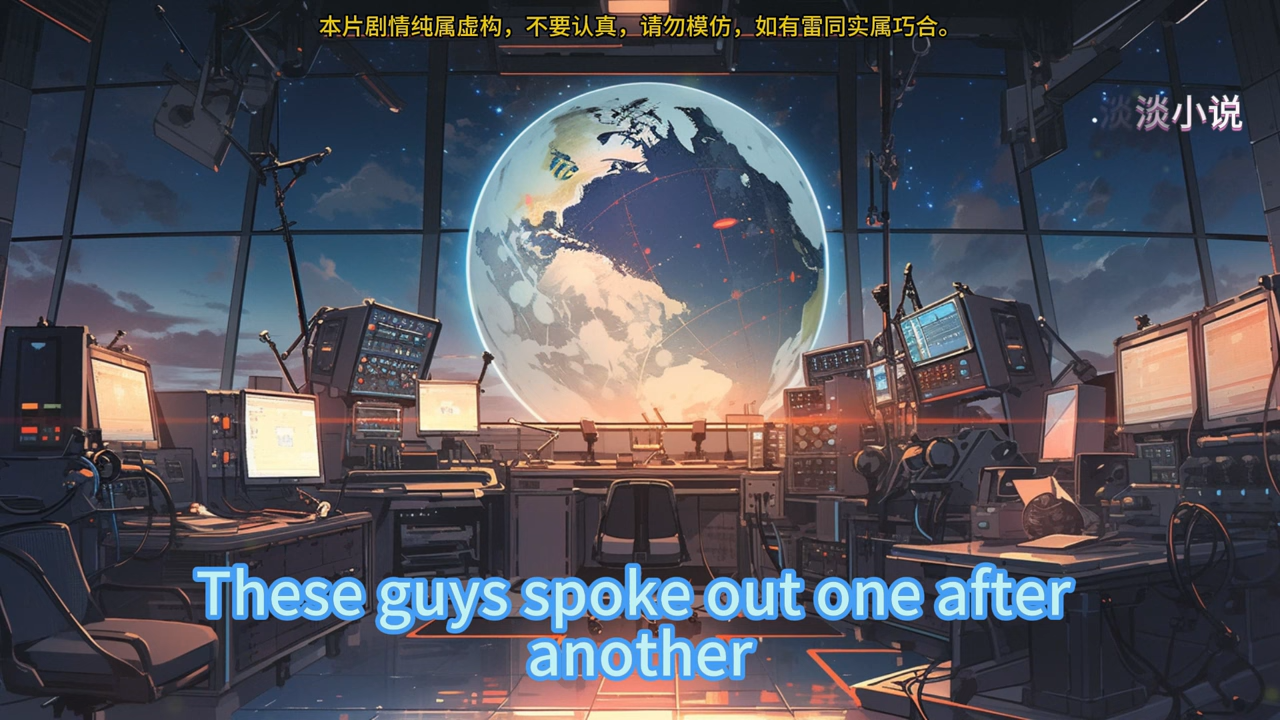 本片剧情纯属虚构，不要认真，请勿模仿，如有雷同实属巧合。
淡淡小说
These guys spoke out one after
another